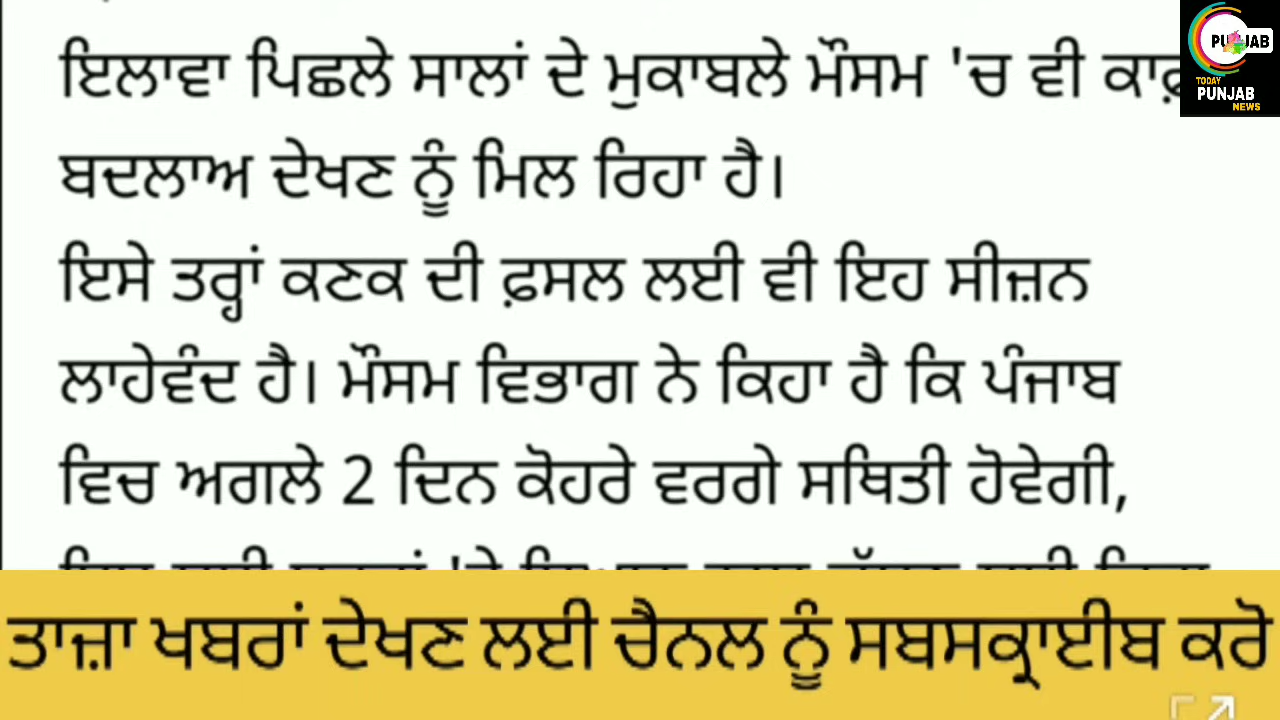 ਇਲਾਵਾ ਪਿਛਲੇ ਸਾਲਾਂ ਦੇ ਮੁਕਾਬਲੇ ਮੌਸਮ 'ਚ ਵੀ
ਬਦਲਾਅ ਦੇਖਣ ਨੂੰ ਮਿਲ ਰਿਹਾ ਹੈ।
ਇਸੇ ਤਰ੍ਹਾਂ ਕਣਕ ਦੀ ਫ਼ਸਲ ਲਈ ਵੀ ਇਹ ਸੀਜ਼ਨ
ਲਾਹੇਵੰਦ ਹੈ। ਮੌਸਮ ਵਿਭਾਗ ਨੇ ਕਿਹਾ ਹੈ ਕਿ ਪੰਜਾਬ
ਵਿਚ ਅਗਲੇ 2 ਦਿਨ ਕੋਹਰੇ ਵਰਗੇ ਸਥਿਤੀ ਹੋਵੇਗੀ,
ਤਾਜ਼ਾ ਖਬਰਾਂ ਦੇਖਣ ਲਈ ਚੈਨਲ ਨੂੰ ਸਬਸਕ੍ਰਾਈਬ ਕਰੋ
PUNJAB
TODAY
PUNJAB
NEWS